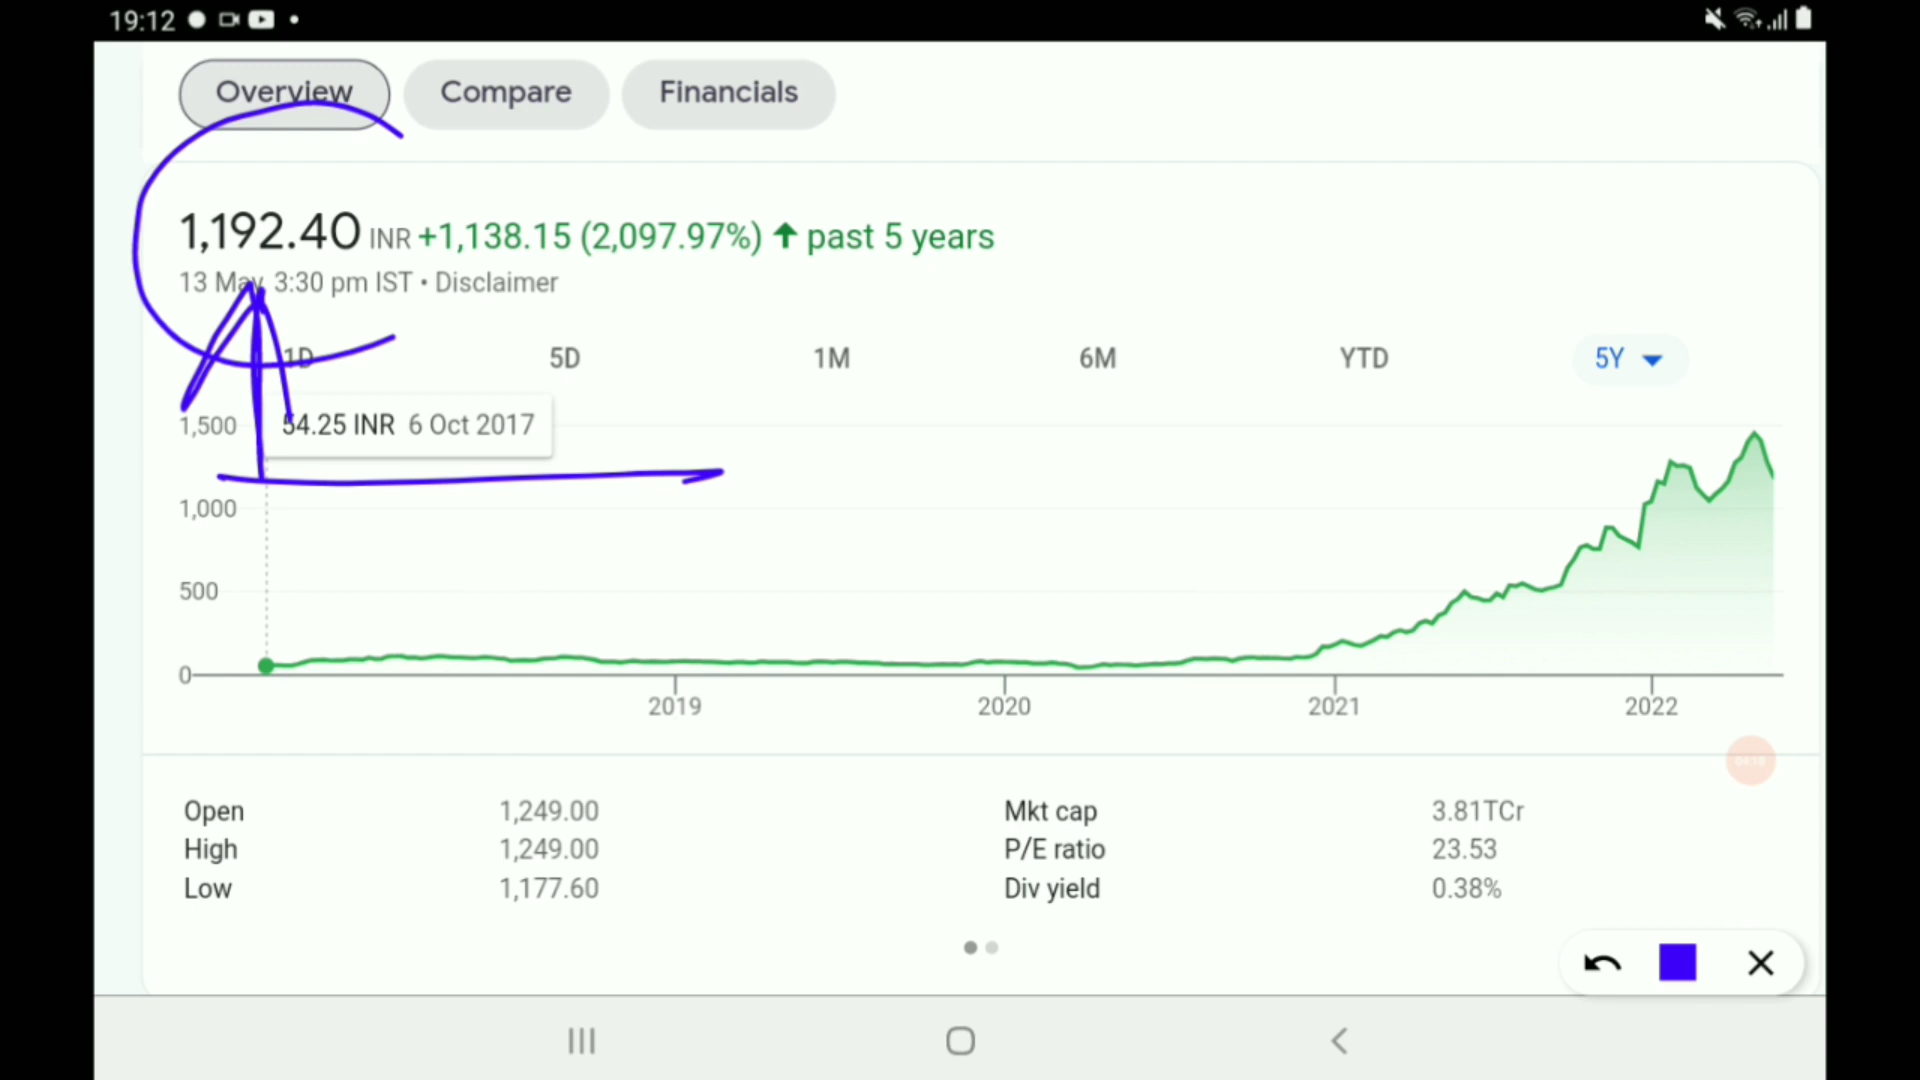 19:12
Overview Compare Financials
1,192.40 INR +1,138.15 (2,097.97%) past 5 years
13 May, 3:30 pm IST • Disclaimer
1D 5D 1M 6M YTD 5Y
1,500
54.25 INR 6 Oct 2017
1,000
500
0
2019 2020 2021 2022
Open 1,249.00 Mkt cap 3.81TCr
High 1,249.00 P/E ratio 23.53
Low 1,177.60 Div yield 0.38%